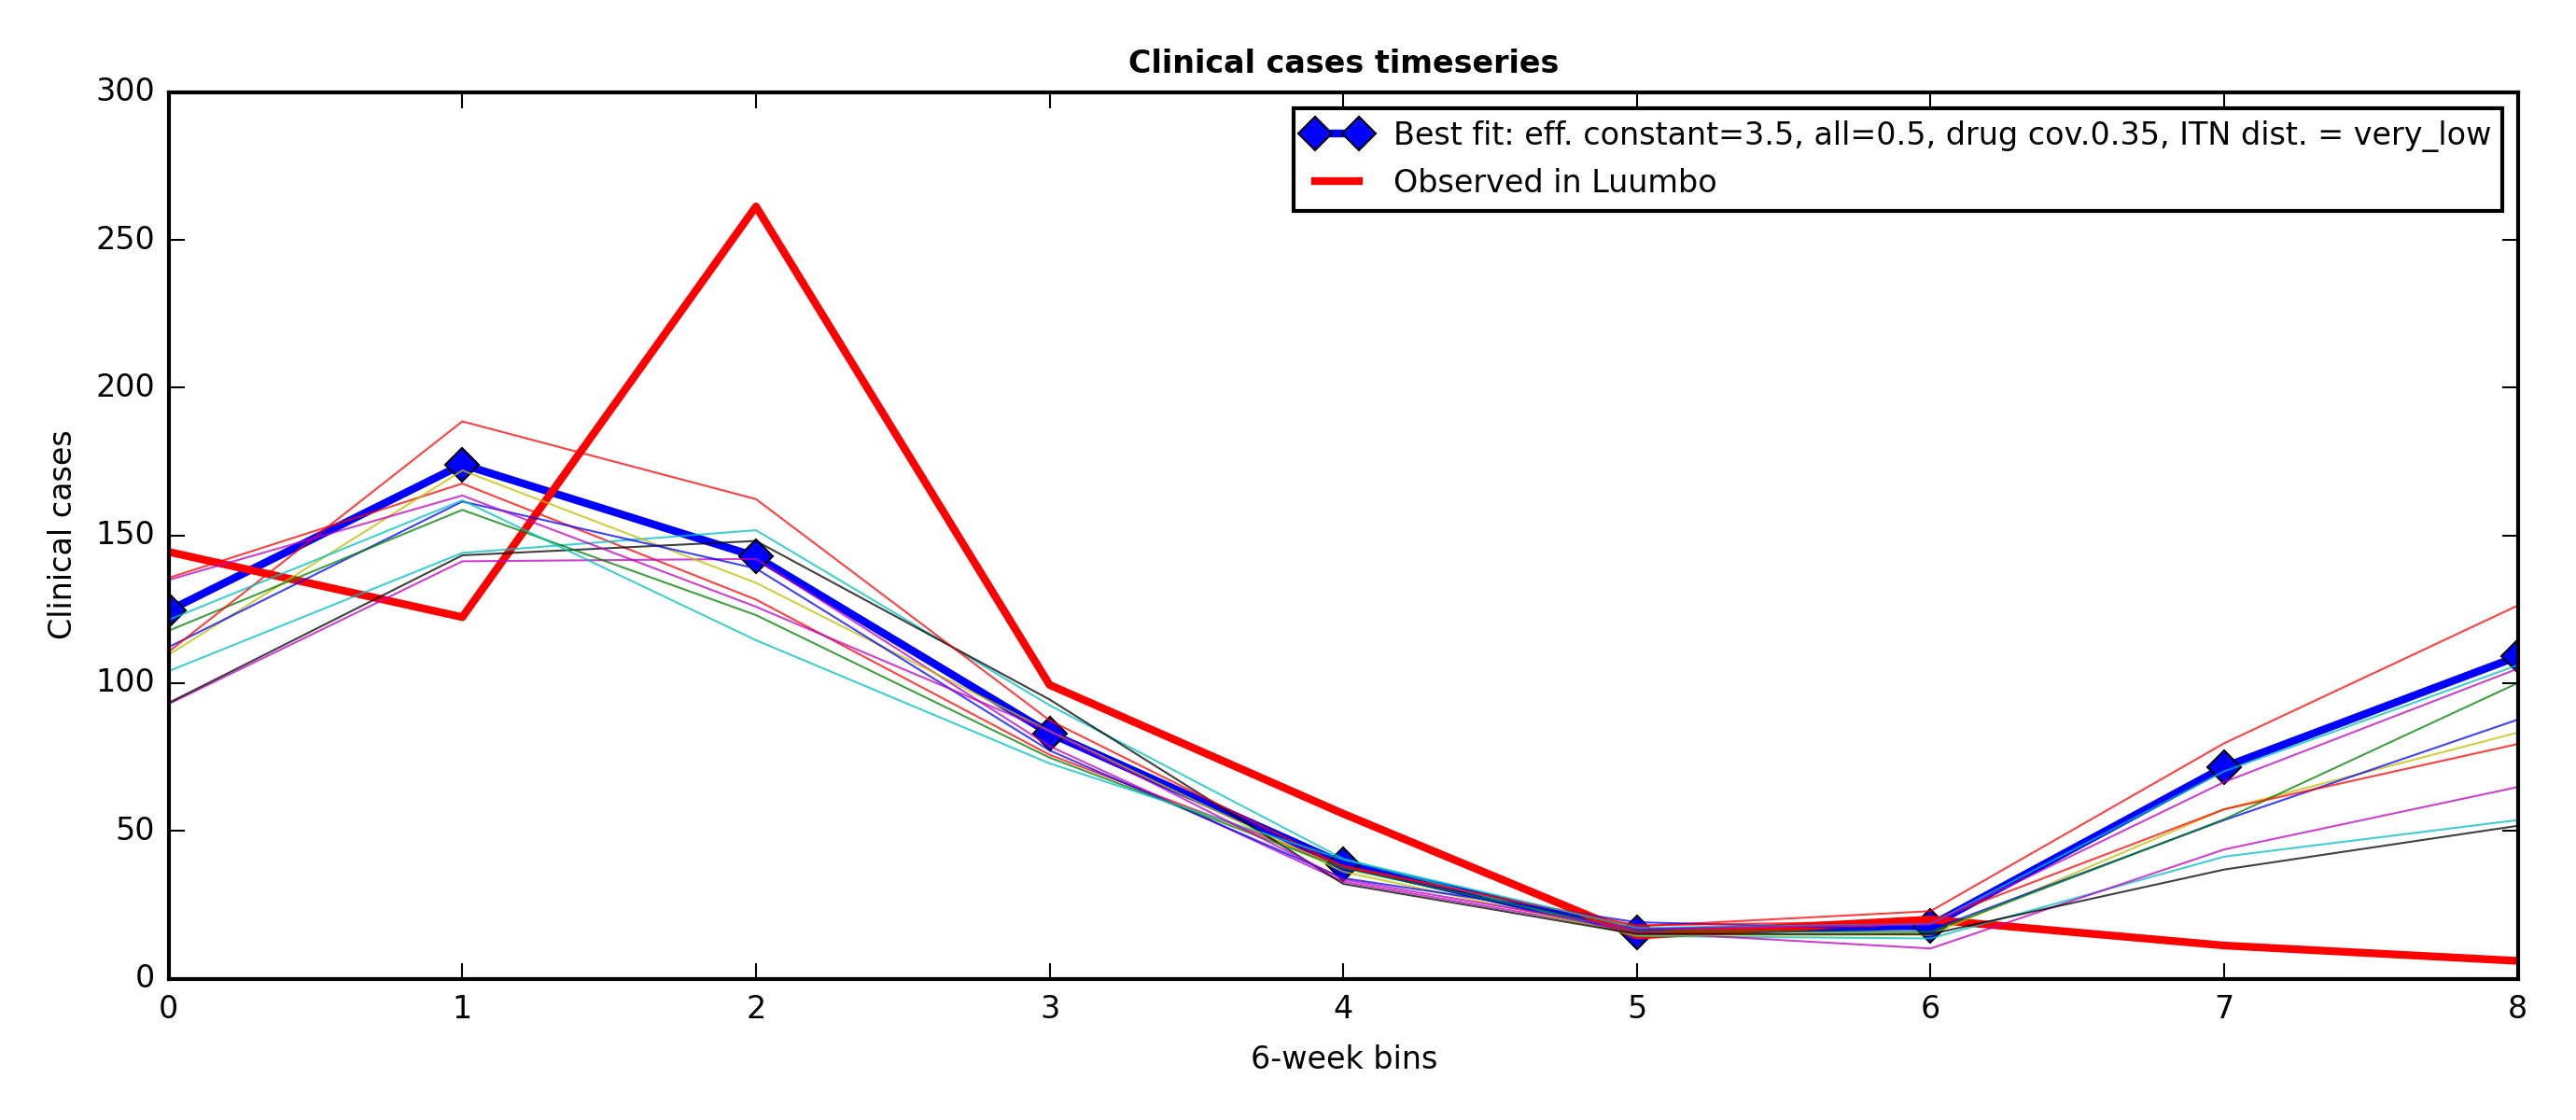 Clinical cases timeseries
300
250
200
150
100
50
0
Clinical cases
Best fit: eff. constant=3.5, all=0.5, drug cov.0.35, ITN dist. = very_low
Observed in Luumbo
0 1 2 3 4 5 6 7 8
6-week bins